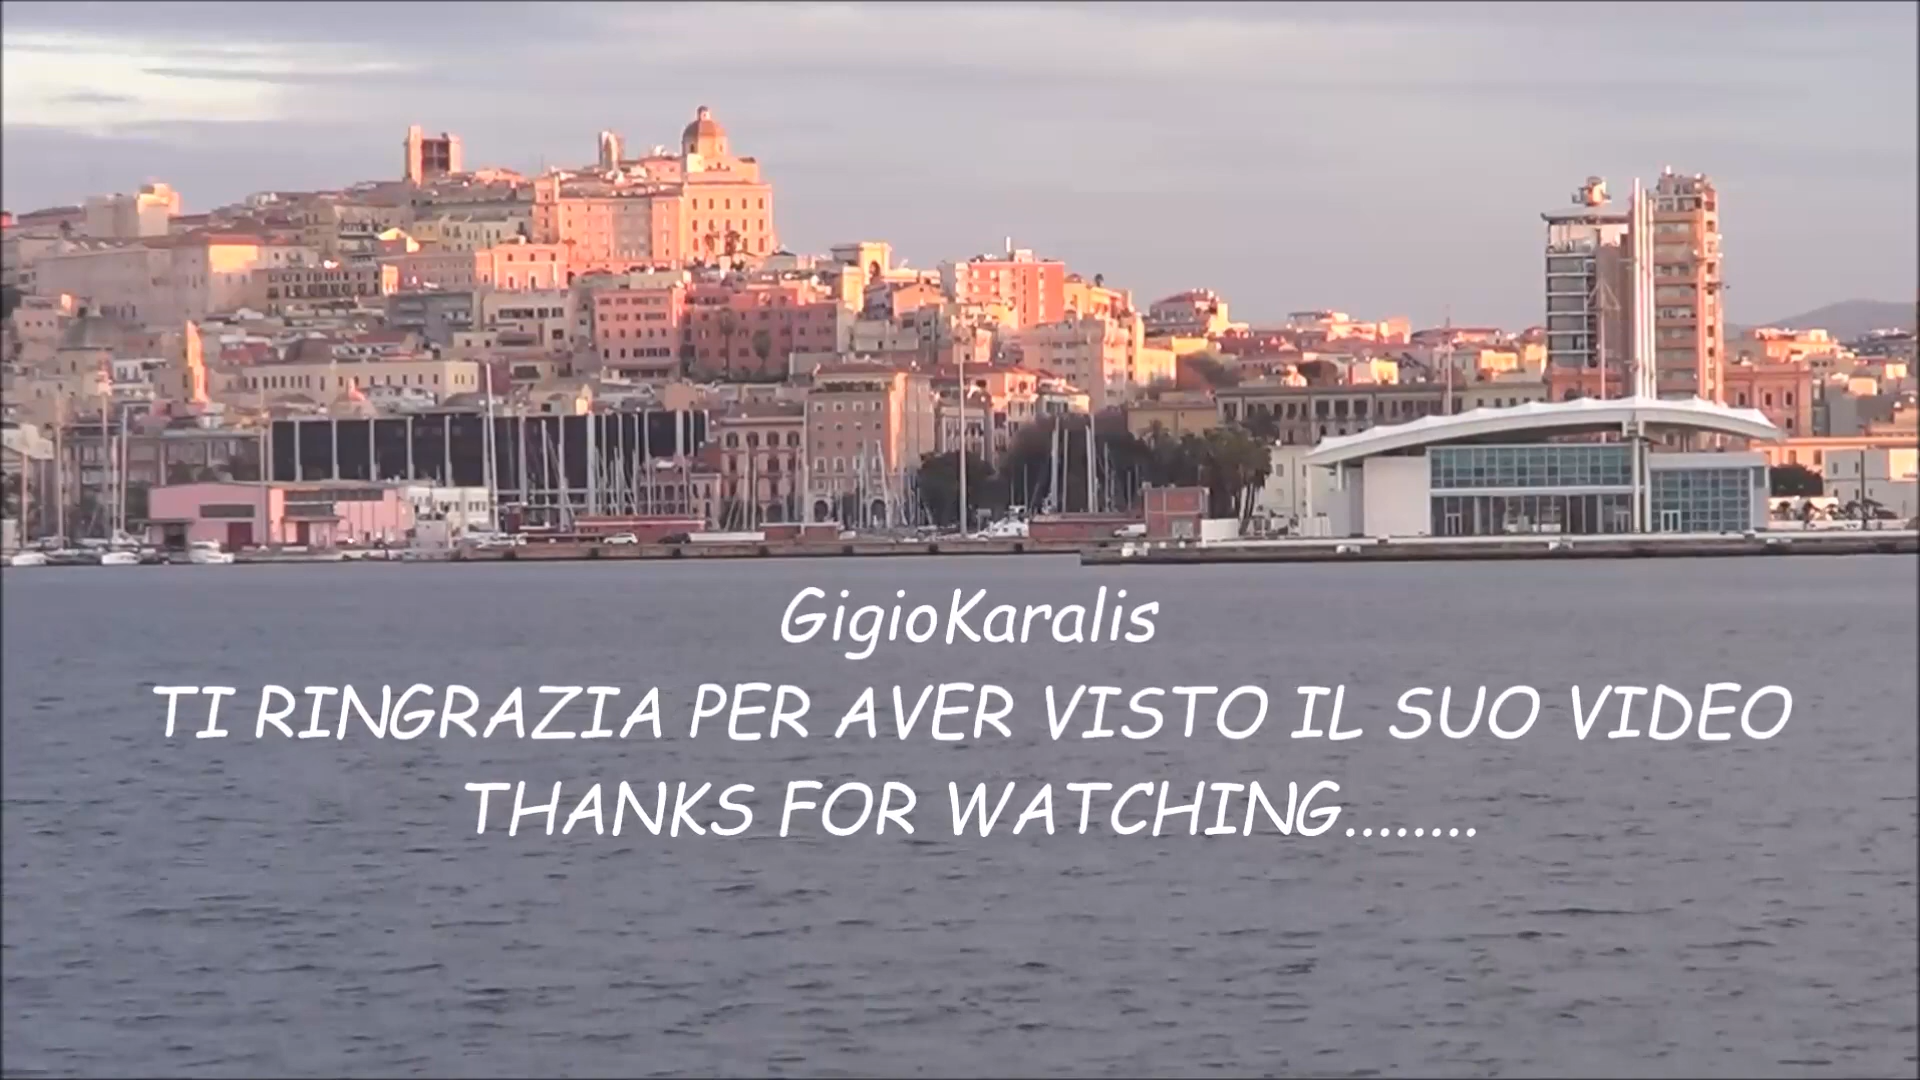 GigioKaralis
TI RINGRAZIA PER AVER VISTO IL SUO VIDEO
THANKS FOR WATCHING........